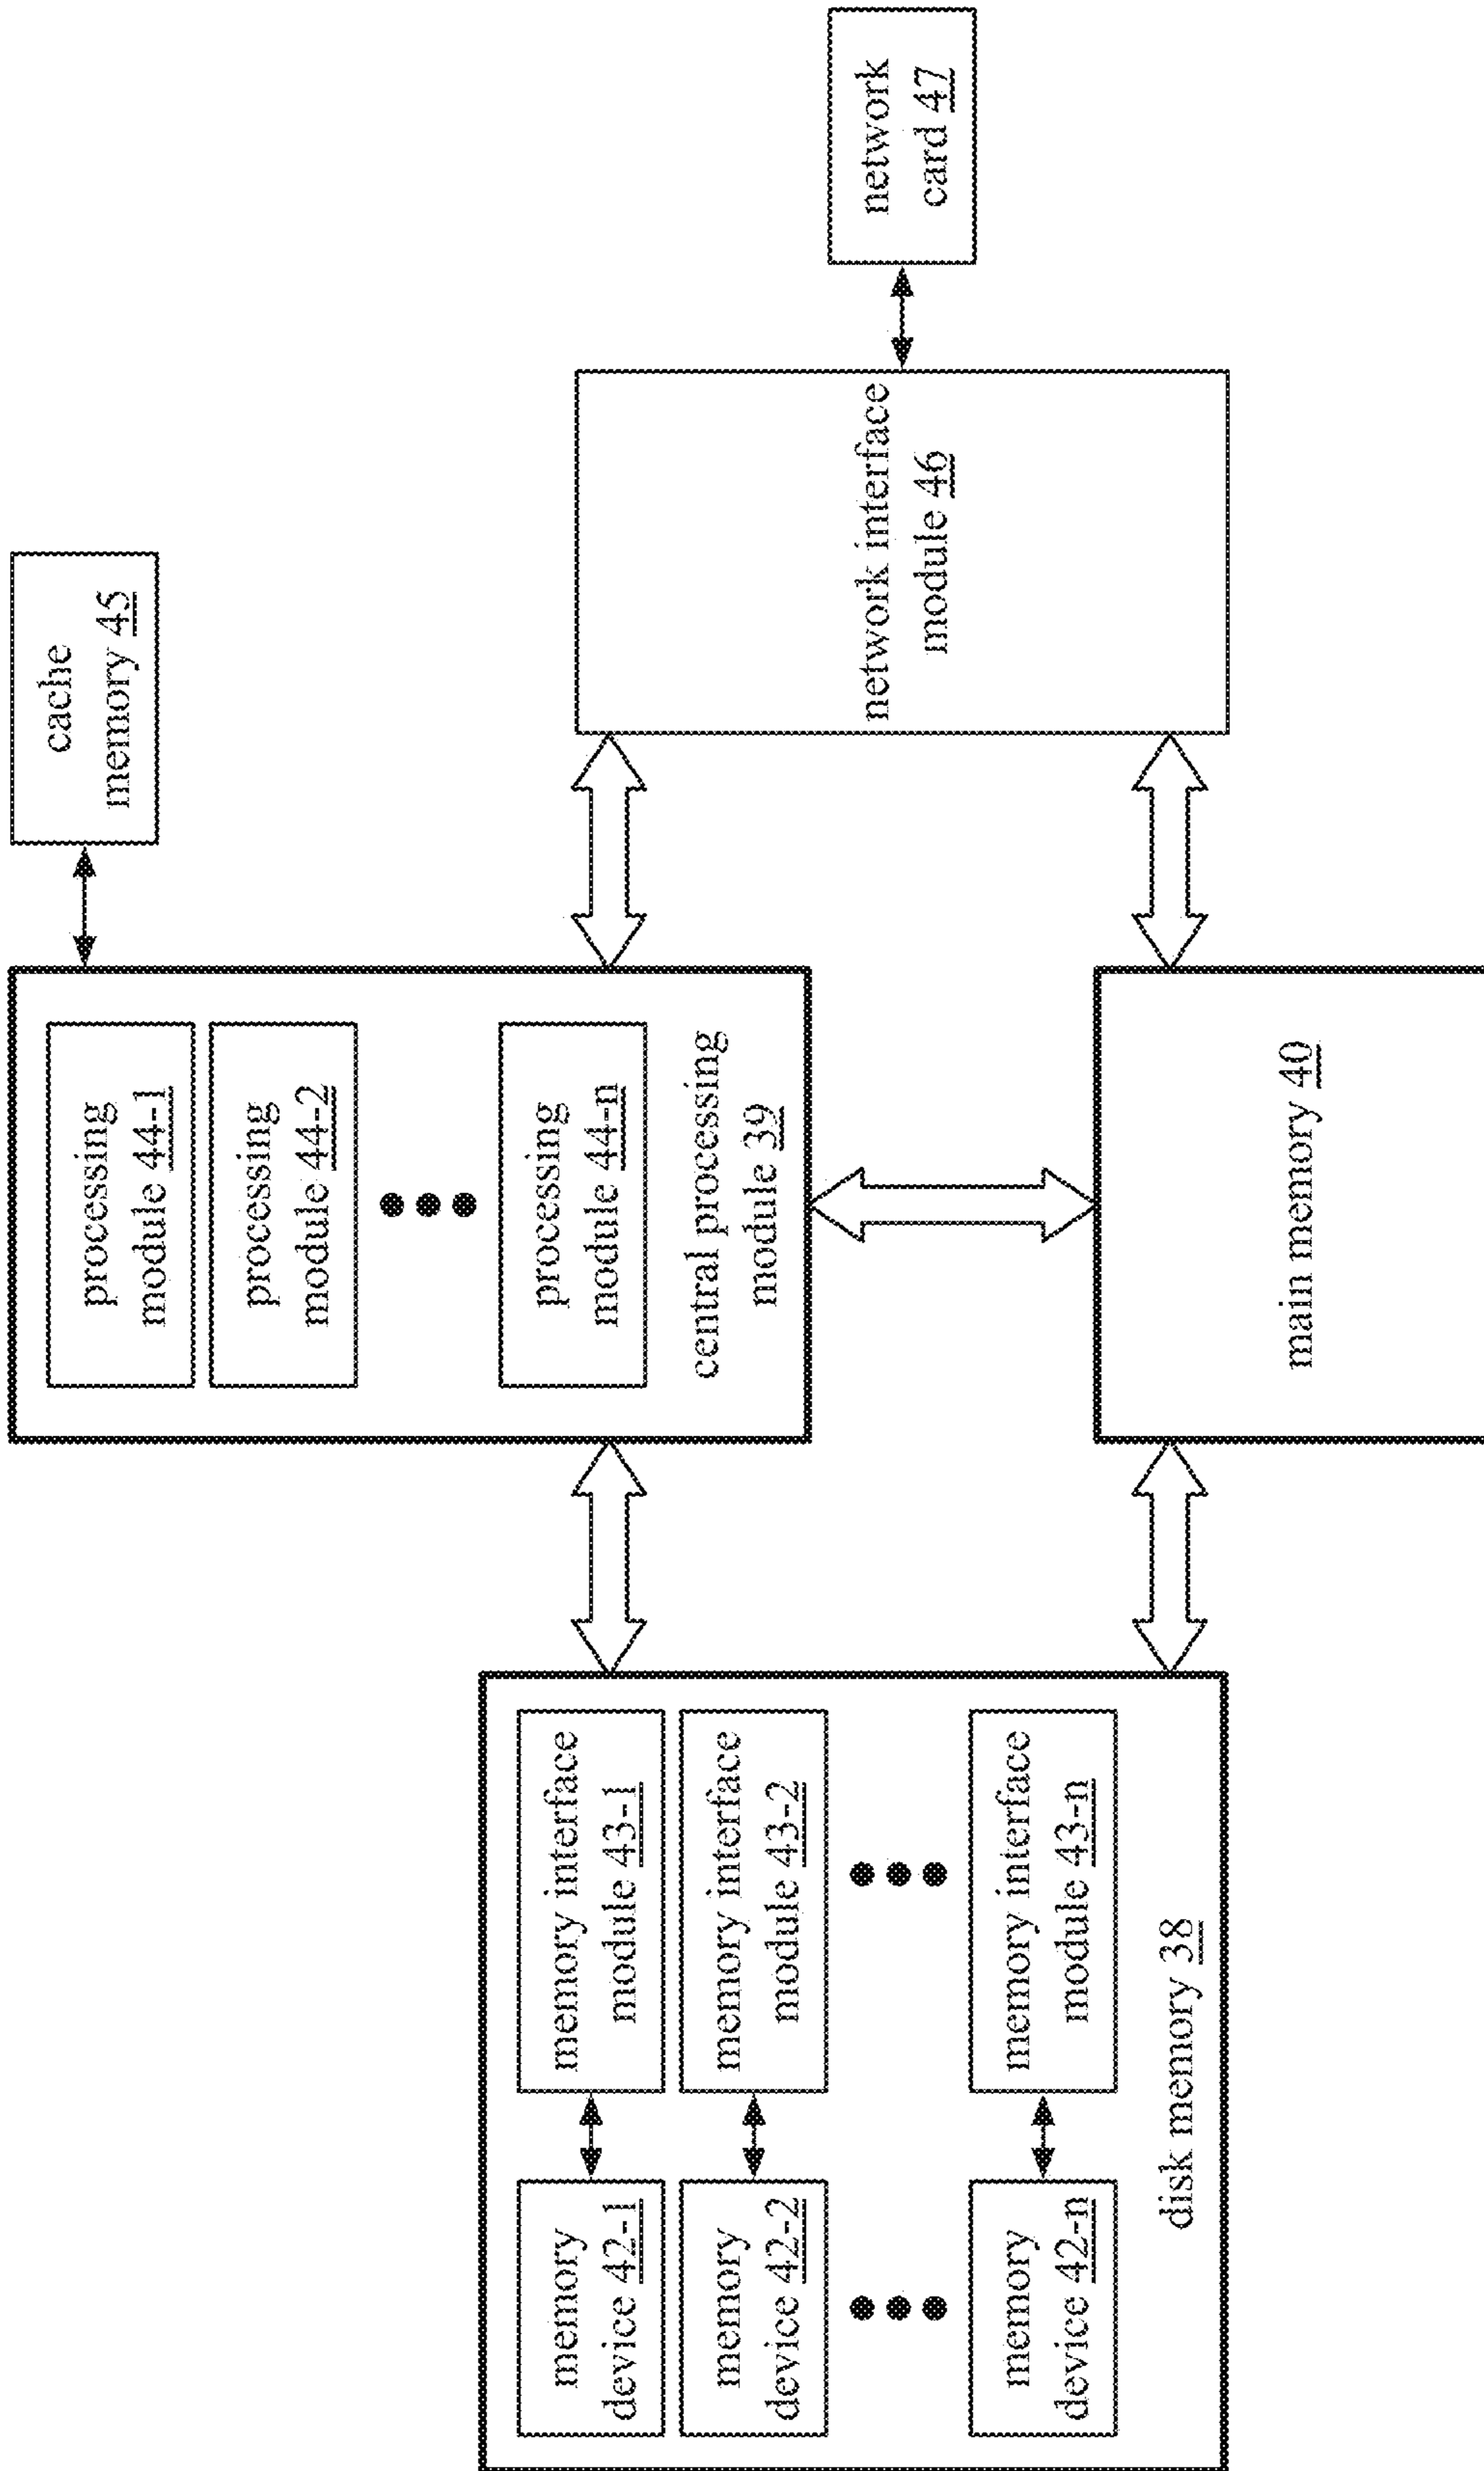 memory
device 42-1
memory interface
module 43-1
memory
device 42-2
memory interface
module 43-2
memory
device 42-n
memory interface
module 43-n
disk memory 38
processing
module 44-1
processing
module 44-2
processing
module 44-n
central processing
module 39
main memory 40
cache
memory 45
network interface
module 46
network
card 47